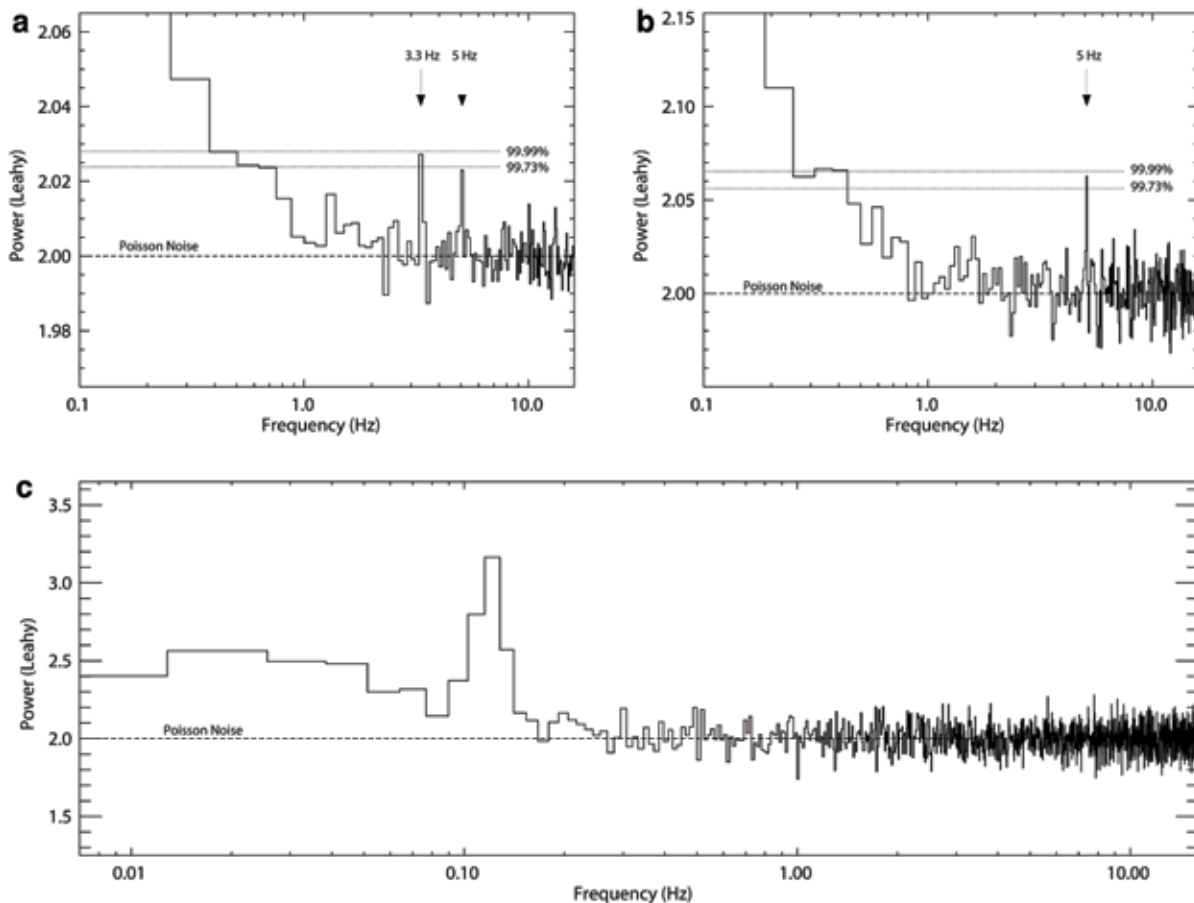 a
2.06
2.04
2.02
2.00
1.98
Power (Leahy)
3.3 Hz 5 Hz
99.99%
99.73%
Poisson Noise
0.1 1.0 10.0
Frequency (Hz)
b
2.15
2.10
2.05
2.00
Power (Leahy)
5 Hz
99.99%
99.73%
Poisson Noise
0.1 1.0 10.0
Frequency (Hz)
c
3.5
3.0
2.5
2.0
1.5
Power (Leahy)
Poisson Noise
0.01 0.10 1.00 10.00
Frequency (Hz)